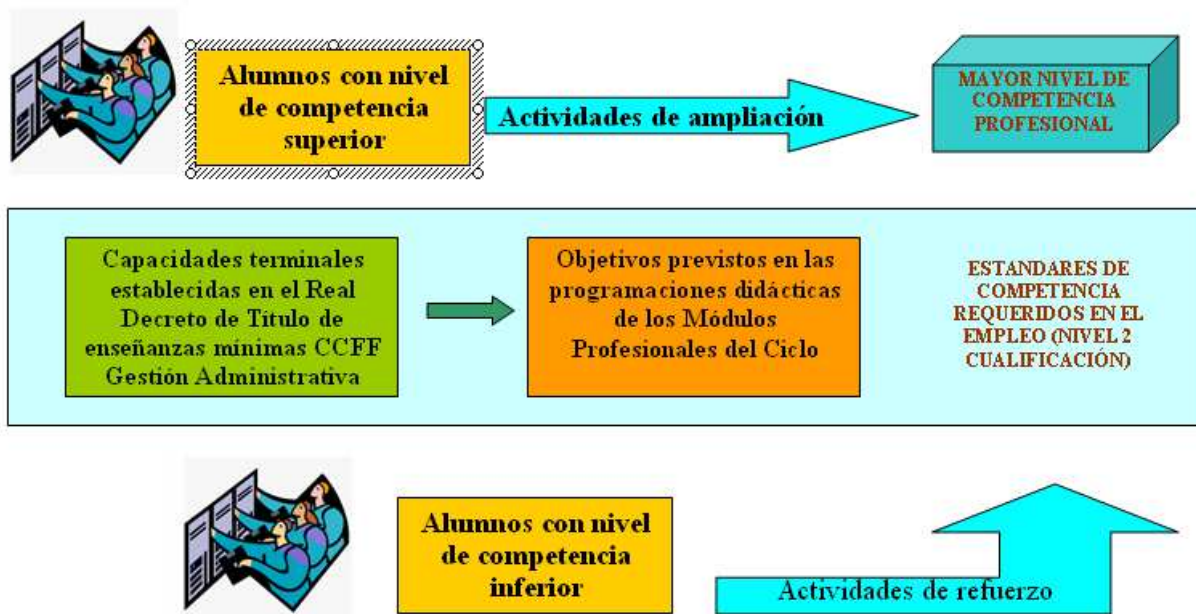 Alumnos con nivel
de competencia
superior
Actividades de ampliación
MAYOR NIVEL DE
COMPETENCIA
PROFESIONAL
Capacidades terminales
establecidas en el Real
Decreto de Título de
enseñanzas mínimas CCFF
Gestión Administrativa
Objetivos previstos en las
programaciones didácticas
de los Módulos
Profesionales del Ciclo
ESTANDARES DE
COMPETENCIA
REQUERIDOS EN EL
EMPLEO (NIVEL 2
CUALIFICACIÓN)
Alumnos con nivel
de competencia
inferior
Actividades de refuerzo